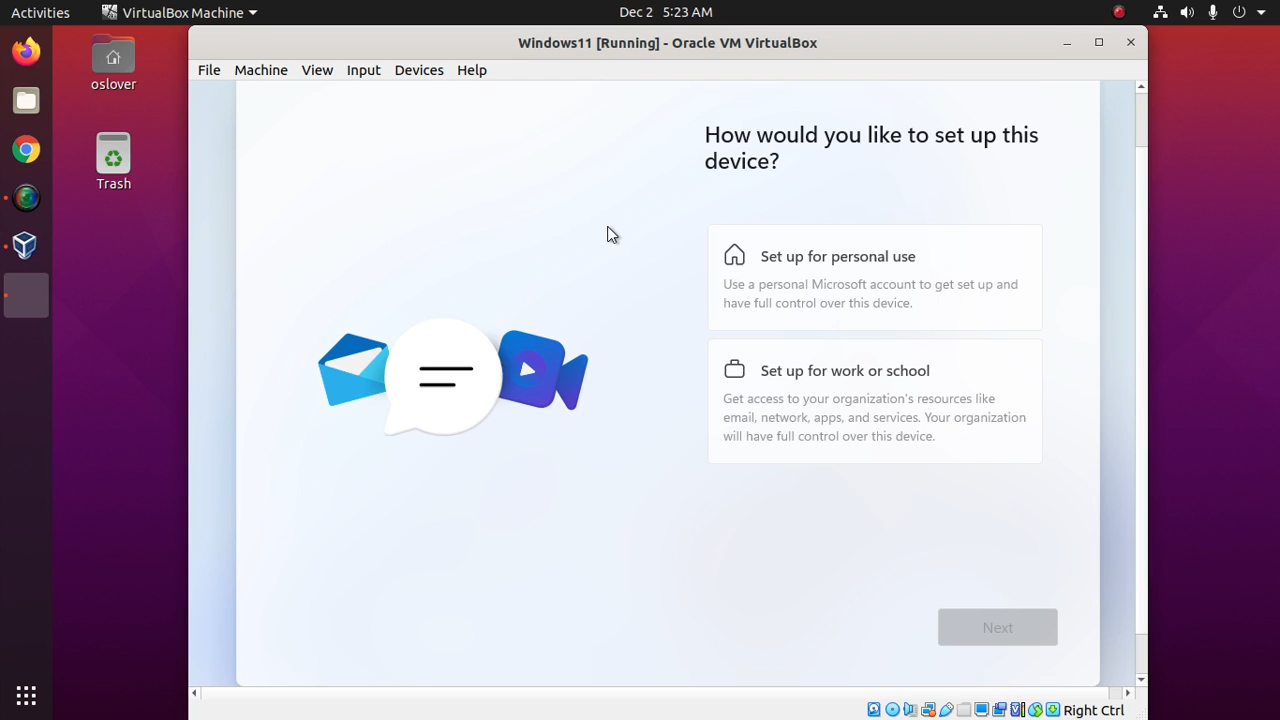 Activities
VirtualBox Machine
Dec 2 5:23 AM
oslover
Trash
Windows11 [Running] - Oracle VM VirtualBox
File Machine View Input Devices Help
How would you like to set up this
device?
Set up for personal use
Use a personal Microsoft account to get set up and
have full control over this device.
Set up for work or school
Get access to your organization's resources like
email, network, apps, and services. Your organization
will have full control over this device.
Next
Right Ctrl